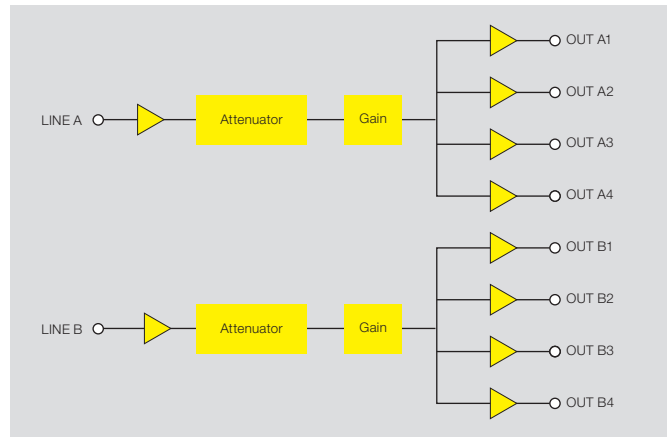 OUT A1
OUT A2
LINE A
Attenuator
Gain
OUT A3
OUT A4
OUT B1
OUT B2
LINE B
Attenuator
Gain
OUT B3
OUT B4